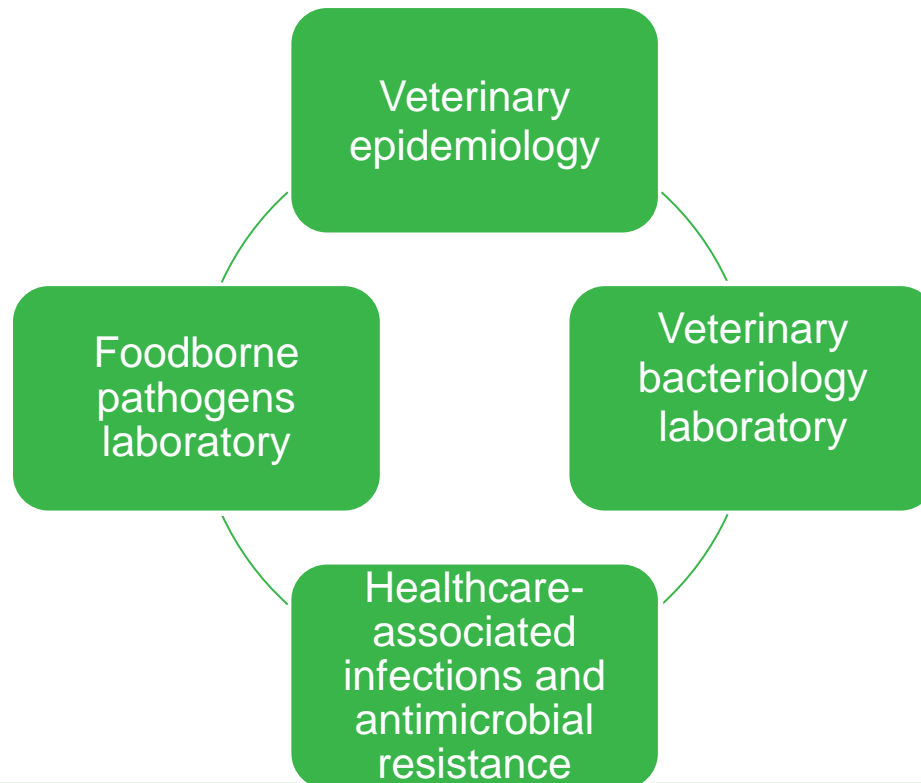 Veterinary
epidemiology
Foodborne
pathogens
laboratory
Veterinary
bacteriology
laboratory
Healthcare-
associated
infections and
antimicrobial
resistance